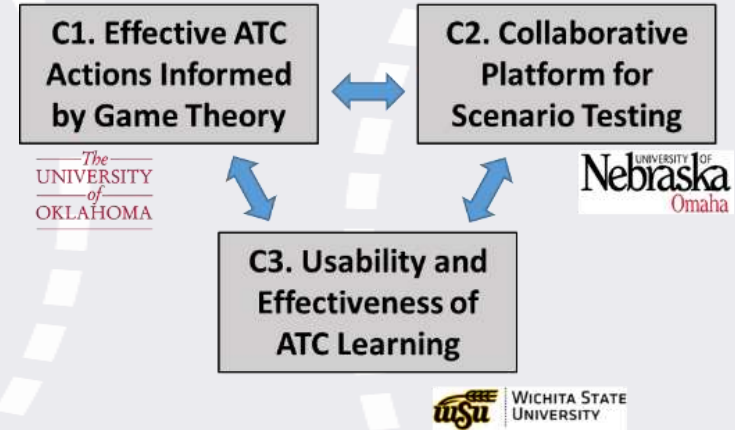 C1. Effective ATC
Actions Informed
by Game Theory
C2. Collaborative
Platform for
Scenario Testing
The
UNIVERSITY
of
OKLAHOMA
UNIVERSITY OF
Nebraska
Omaha
C3. Usability and
Effectiveness of
ATC Learning
WSU
WICHITA STATE
UNIVERSITY